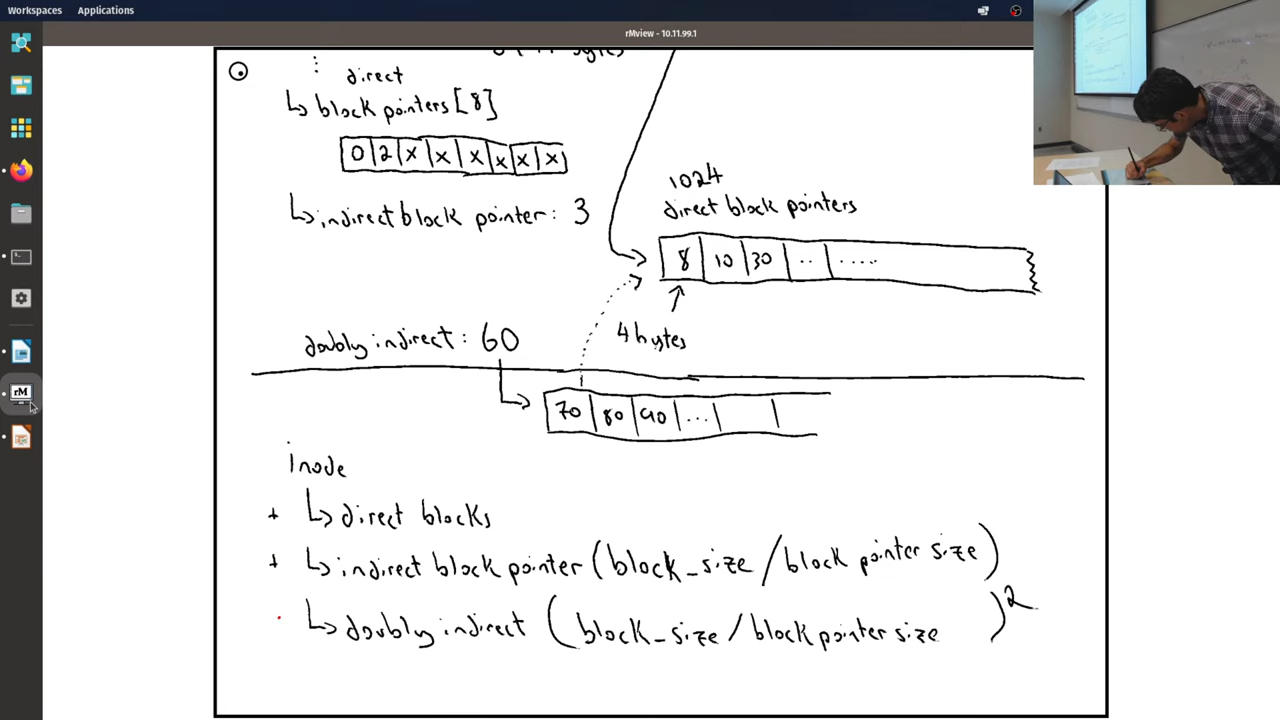 Workspaces Applications
rMview - 10.11.99.1
bytes
direct
block pointers [8]
0 2 x x x x x x
indirect block pointer: 3
1024
direct block pointers
8 10 30 .. ....
4 bytes
doubly indirect: 60
70 80 90 ...
inode
+ ↳ direct blocks
+ ↳ indirect block pointer (block_size / block pointer size)
↳ doubly indirect (block_size / block pointer size )2
rM